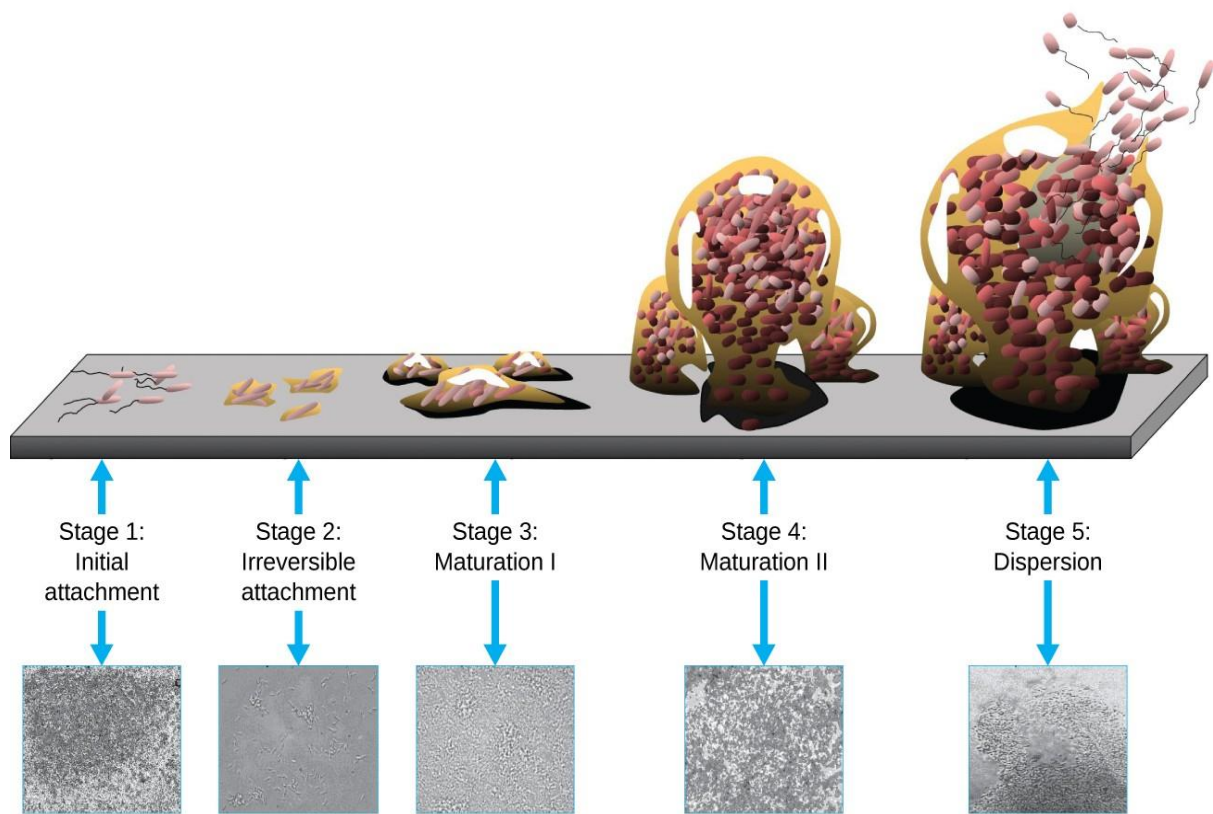 Stage 1:
Initial
attachment
Stage 2:
Irreversible
attachment
Stage 3:
Maturation I
Stage 4:
Maturation II
Stage 5:
Dispersion